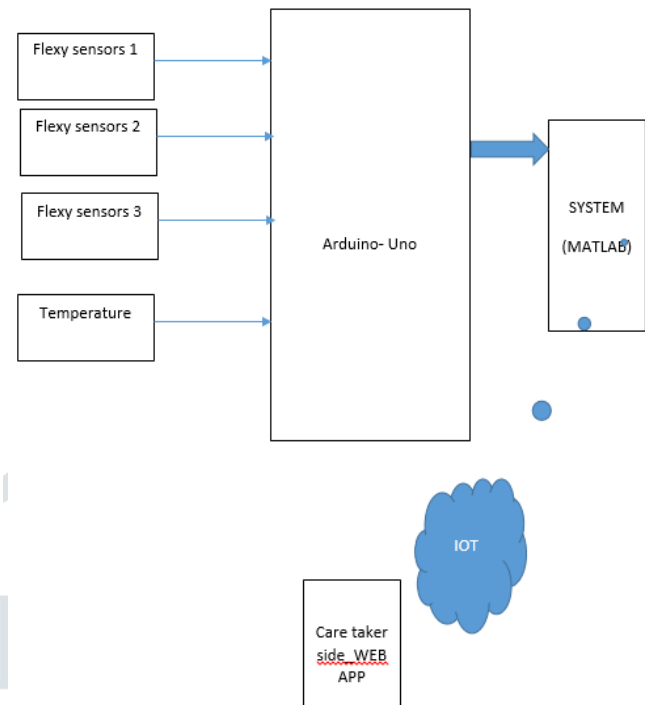 Flexy sensors 1
Flexy sensors 2
Flexy sensors 3
Temperature
Arduino- Uno
SYSTEM
(MATLAB)
IOT
Care taker
side_WEB
APP